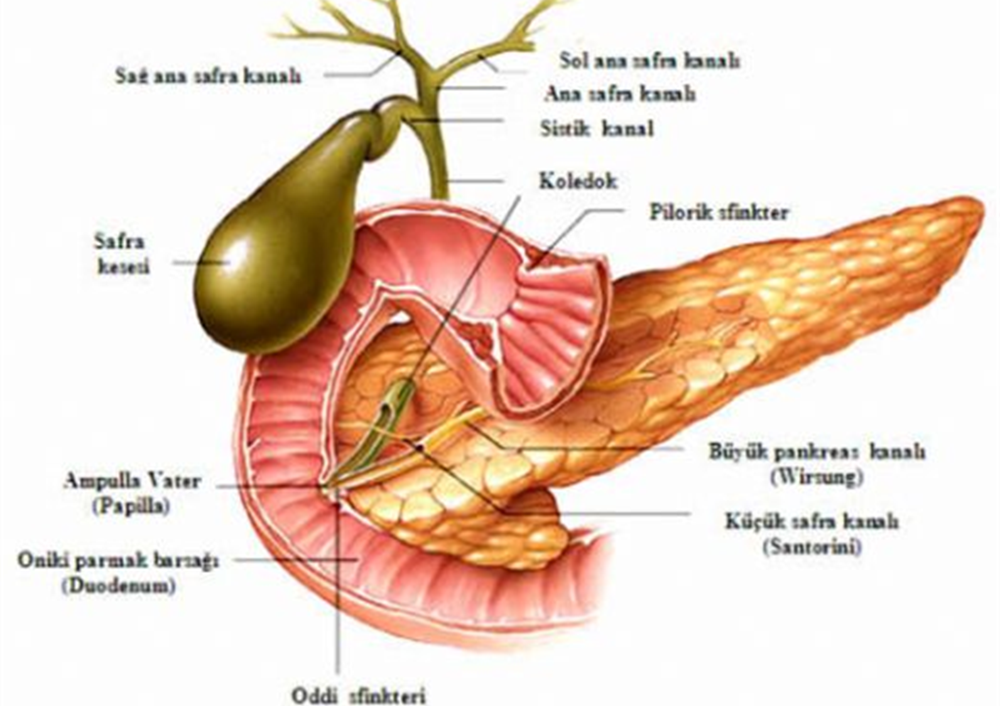 Sağ ana safra kanalı
Sol ana safra kanalı
Ana safra kanalı
Sistik kanal
Koledok
Pilorik sfinkter
Safra
kesesi
Büyük pankreas kanalı
(Wirsung)
Ampulla Vater
(Papilla)
Küçük safra kanalı
(Santorini)
Oniki parmak barsağı
(Duodenum)
Oddi sfinkteri